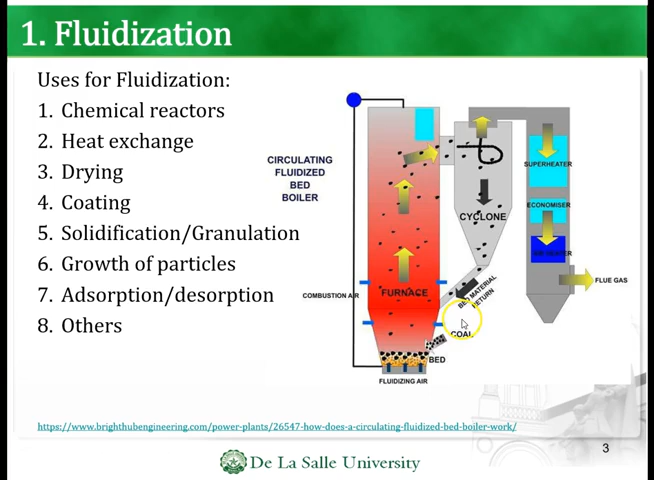 1. Fluidization
Uses for Fluidization:
1. Chemical reactors
2. Heat exchange
3. Drying
4. Coating
5. Solidification/Granulation
6. Growth of particles
7. Adsorption/desorption
8. Others
CIRCULATING
FLUIDIZED
BED
BOILER
SUPERHEATER
CYCLONE
ECONOMISER
FLUE GAS
BED MATERIAL
RETURN
COMBUSTION AIR
FURNACE
COAL
BED
FLUIDIZING AIR
https://www.brighthubengineering.com/power-plants/26547-how-does-a-circulating-fluidized-bed-boiler-work/
3
De La Salle University